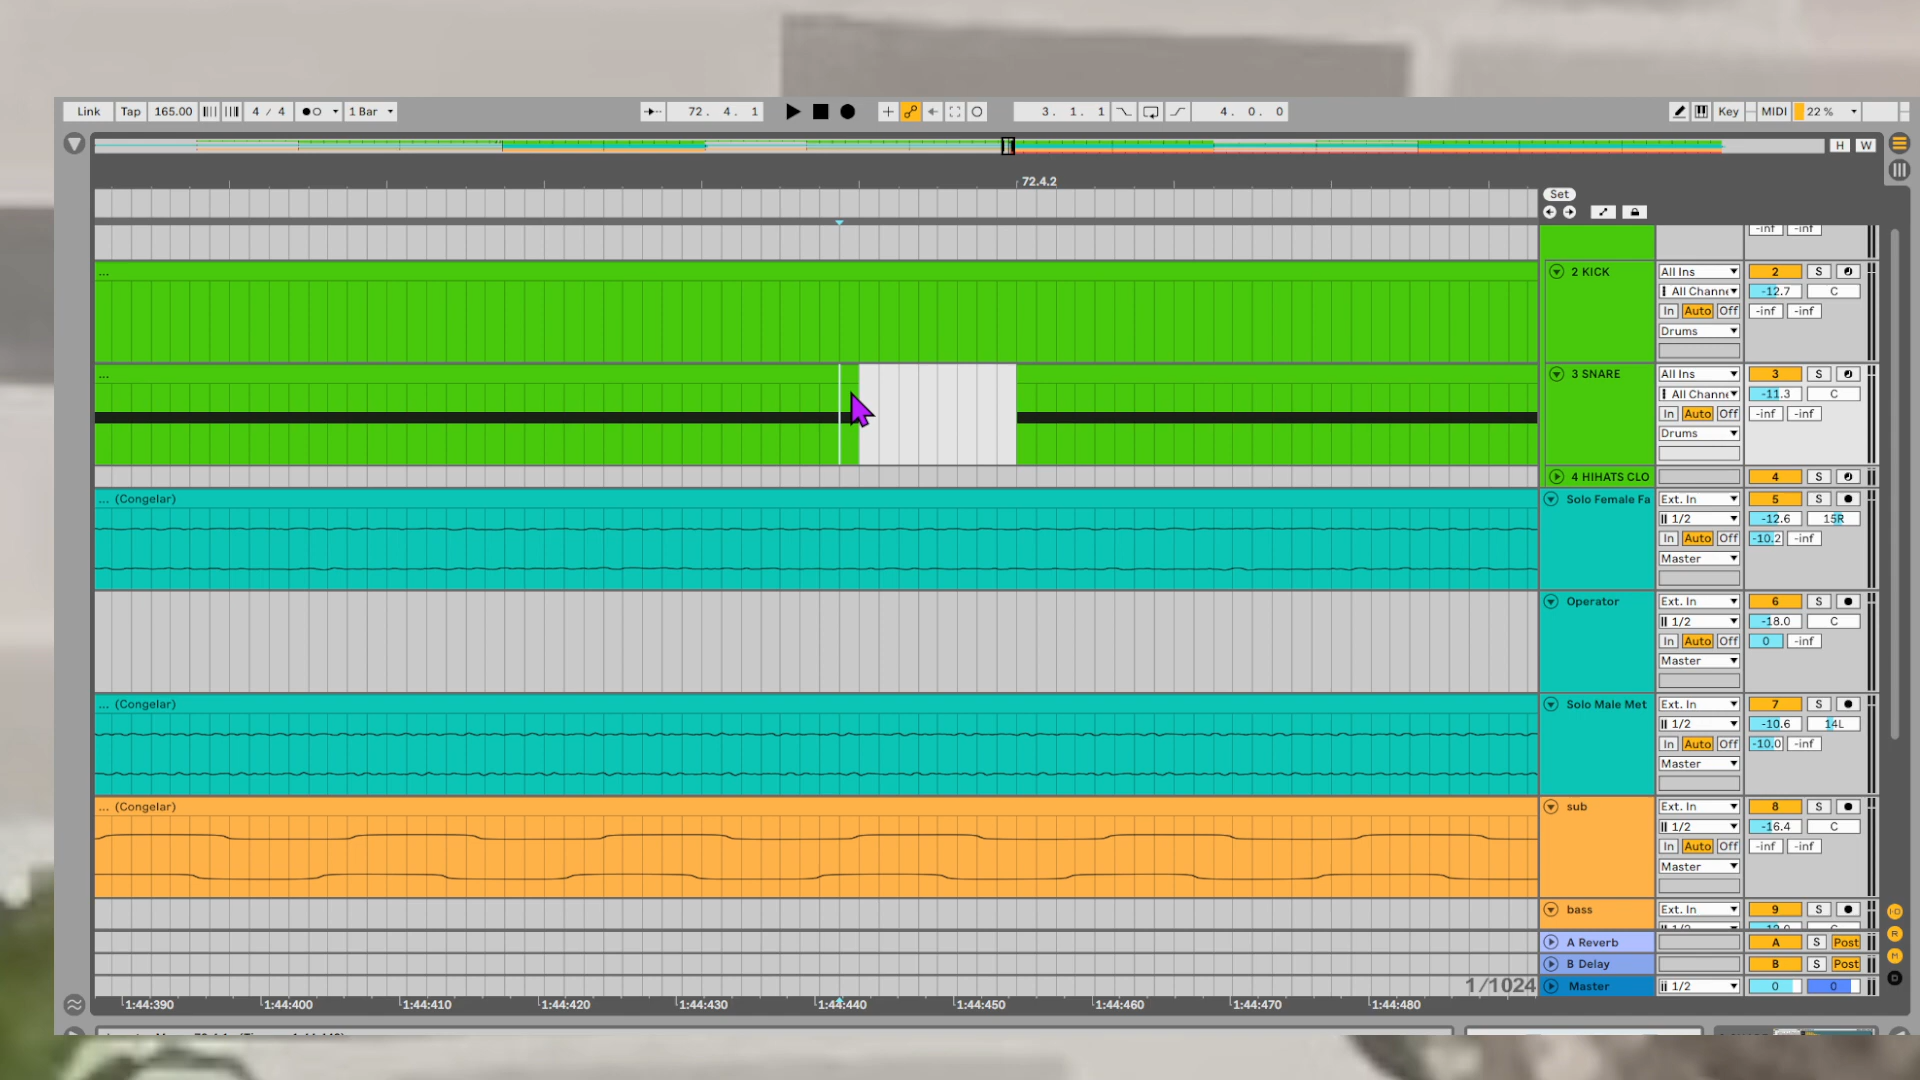 Link Tap 165.00 4 / 4 1 Bar 72. 4. 1 3. 1. 1 4. 0. 0 Key MIDI 22 %
H W
72.4.2
Set
-inf -inf
... 2 KICK All Ins 2 S
All Channe -12.7 C
In Auto Off -inf -inf
Drums
... 3 SNARE All Ins 3 S
All Channe -11.3 C
In Auto Off -inf -inf
Drums
4 HIHATS CLO 4 S
... (Congelar) Solo Female Fa Ext. In 5 S
1/2 -12.6 15R
In Auto Off -10.2 -inf
Master
Operator Ext. In 6 S
1/2 -18.0 C
In Auto Off 0 -inf
Master
... (Congelar) Solo Male Met Ext. In 7 S
1/2 -10.6 14L
In Auto Off -10.0 -inf
Master
... (Congelar) sub Ext. In 8 S
1/2 -16.4 C
In Auto Off -inf -inf
Master
bass Ext. In 9 S
A Reverb A S Post
B Delay B S Post
1/1024 Master 1/2 0 0
1:44:390 1:44:400 1:44:410 1:44:420 1:44:430 1:44:440 1:44:450 1:44:460 1:44:470 1:44:480